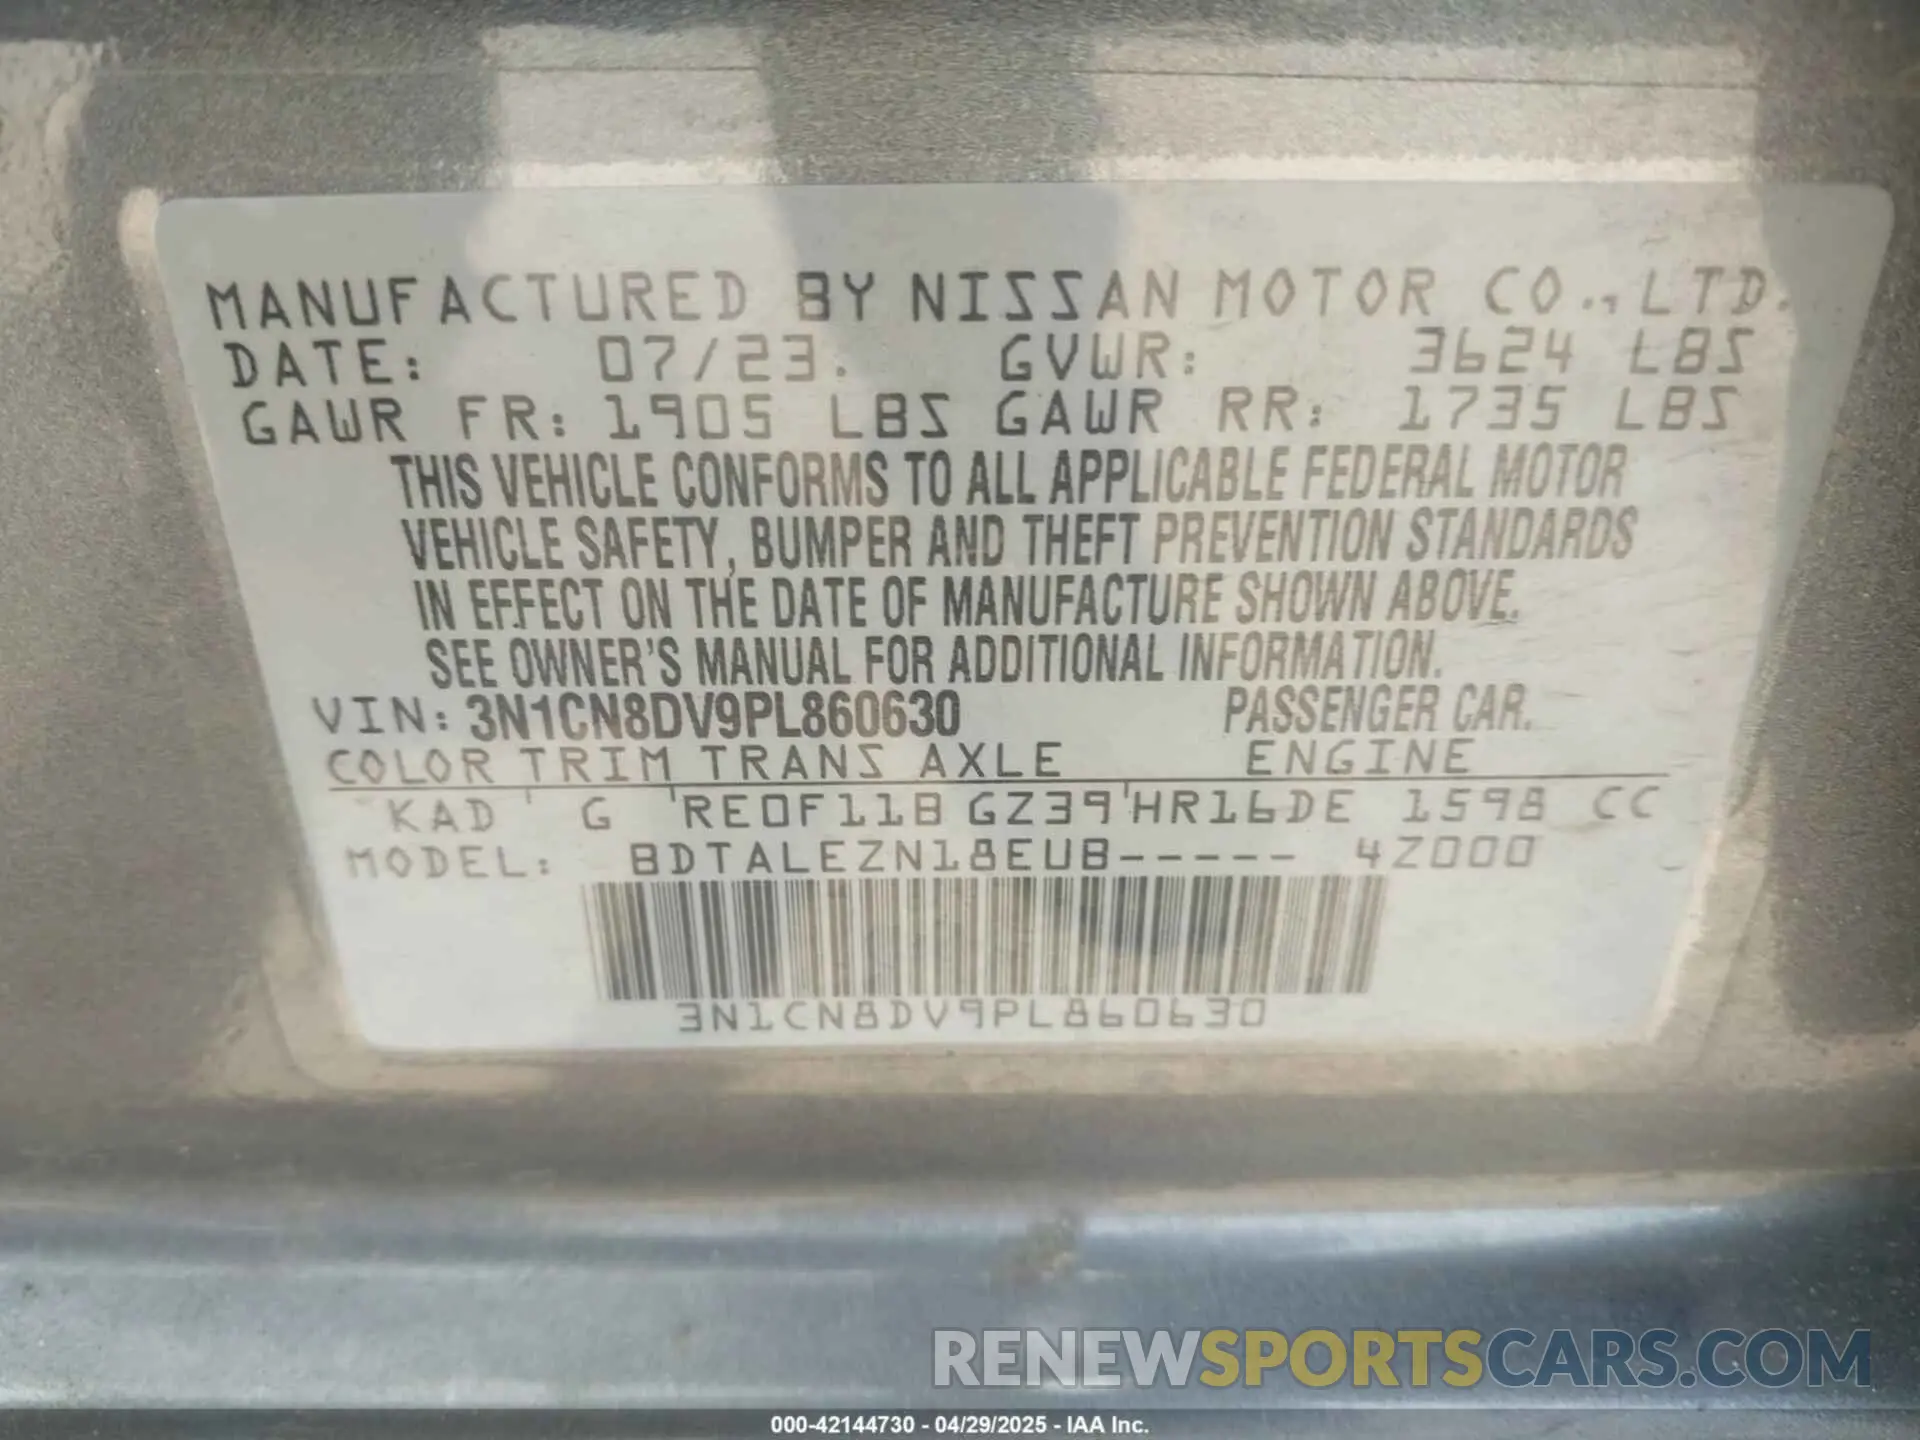 MANUFACTURED BY NISSAN MOTOR CO., LTD.
DATE: 07/23. GVWR: 3624 LBS
GAWR FR: 1905 LBS GAWR RR: 1735 LBS
THIS VEHICLE CONFORMS TO ALL APPLICABLE FEDERAL MOTOR
VEHICLE SAFETY, BUMPER AND THEFT PREVENTION STANDARDS
IN EFFECT ON THE DATE OF MANUFACTURE SHOWN ABOVE.
SEE OWNER'S MANUAL FOR ADDITIONAL INFORMATION.
VIN: 3N1CN8DV9PL860630 PASSENGER CAR.
COLOR TRIM TRANS AXLE ENGINE
KAD G RE0F11B GZ39 HR16DE 1598 CC
MODEL: BDTALEZN18EUB----- 4Z000
3N1CN8DV9PL860630
RENEWSPORTSCARS.COM
000-42144730 - 04/29/2025 - IAA Inc.